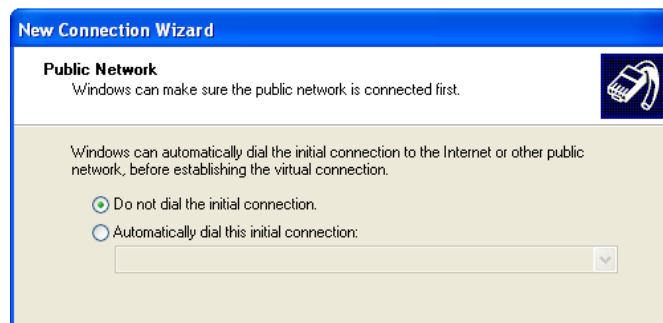 New Connection Wizard
Public Network
Windows can make sure the public network is connected first.
Windows can automatically dial the initial connection to the Internet or other public
network, before establishing the virtual connection.
Do not dial the initial connection.
Automatically dial this initial connection: